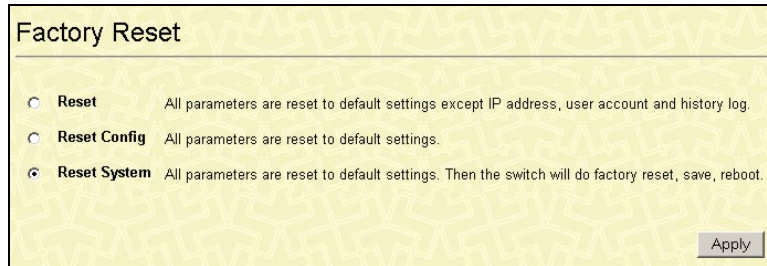 Factory Reset
Reset All parameters are reset to default settings except IP address, user account and history log.
Reset Config All parameters are reset to default settings.
Reset System All parameters are reset to default settings. Then the switch will do factory reset, save, reboot.
Apply